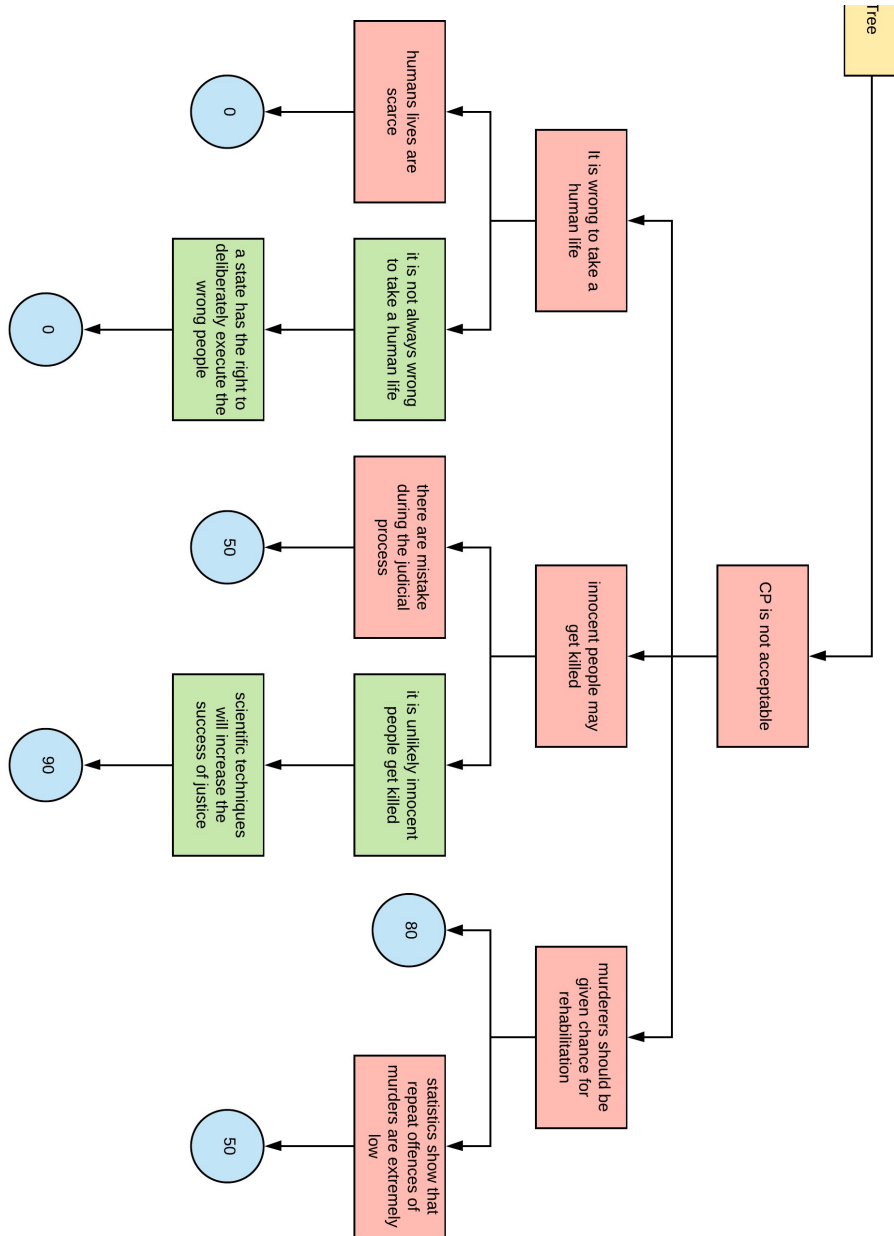 Tree
CP is not acceptable
It is wrong to take a
human life
innocent people may
get killed
murderers should be
given chance for
rehabilitation
humans lives are
scarce
it is not always wrong
to take a human life
there are mistake
during the judicial
process
it is unlikely innocent
people get killed
80
statistics show that
repeat offences of
murders are extremely
low
0
a state has the right to
deliberately execute the
wrong people
50
scientific techniques
will increase the
success of justice
50
0
90